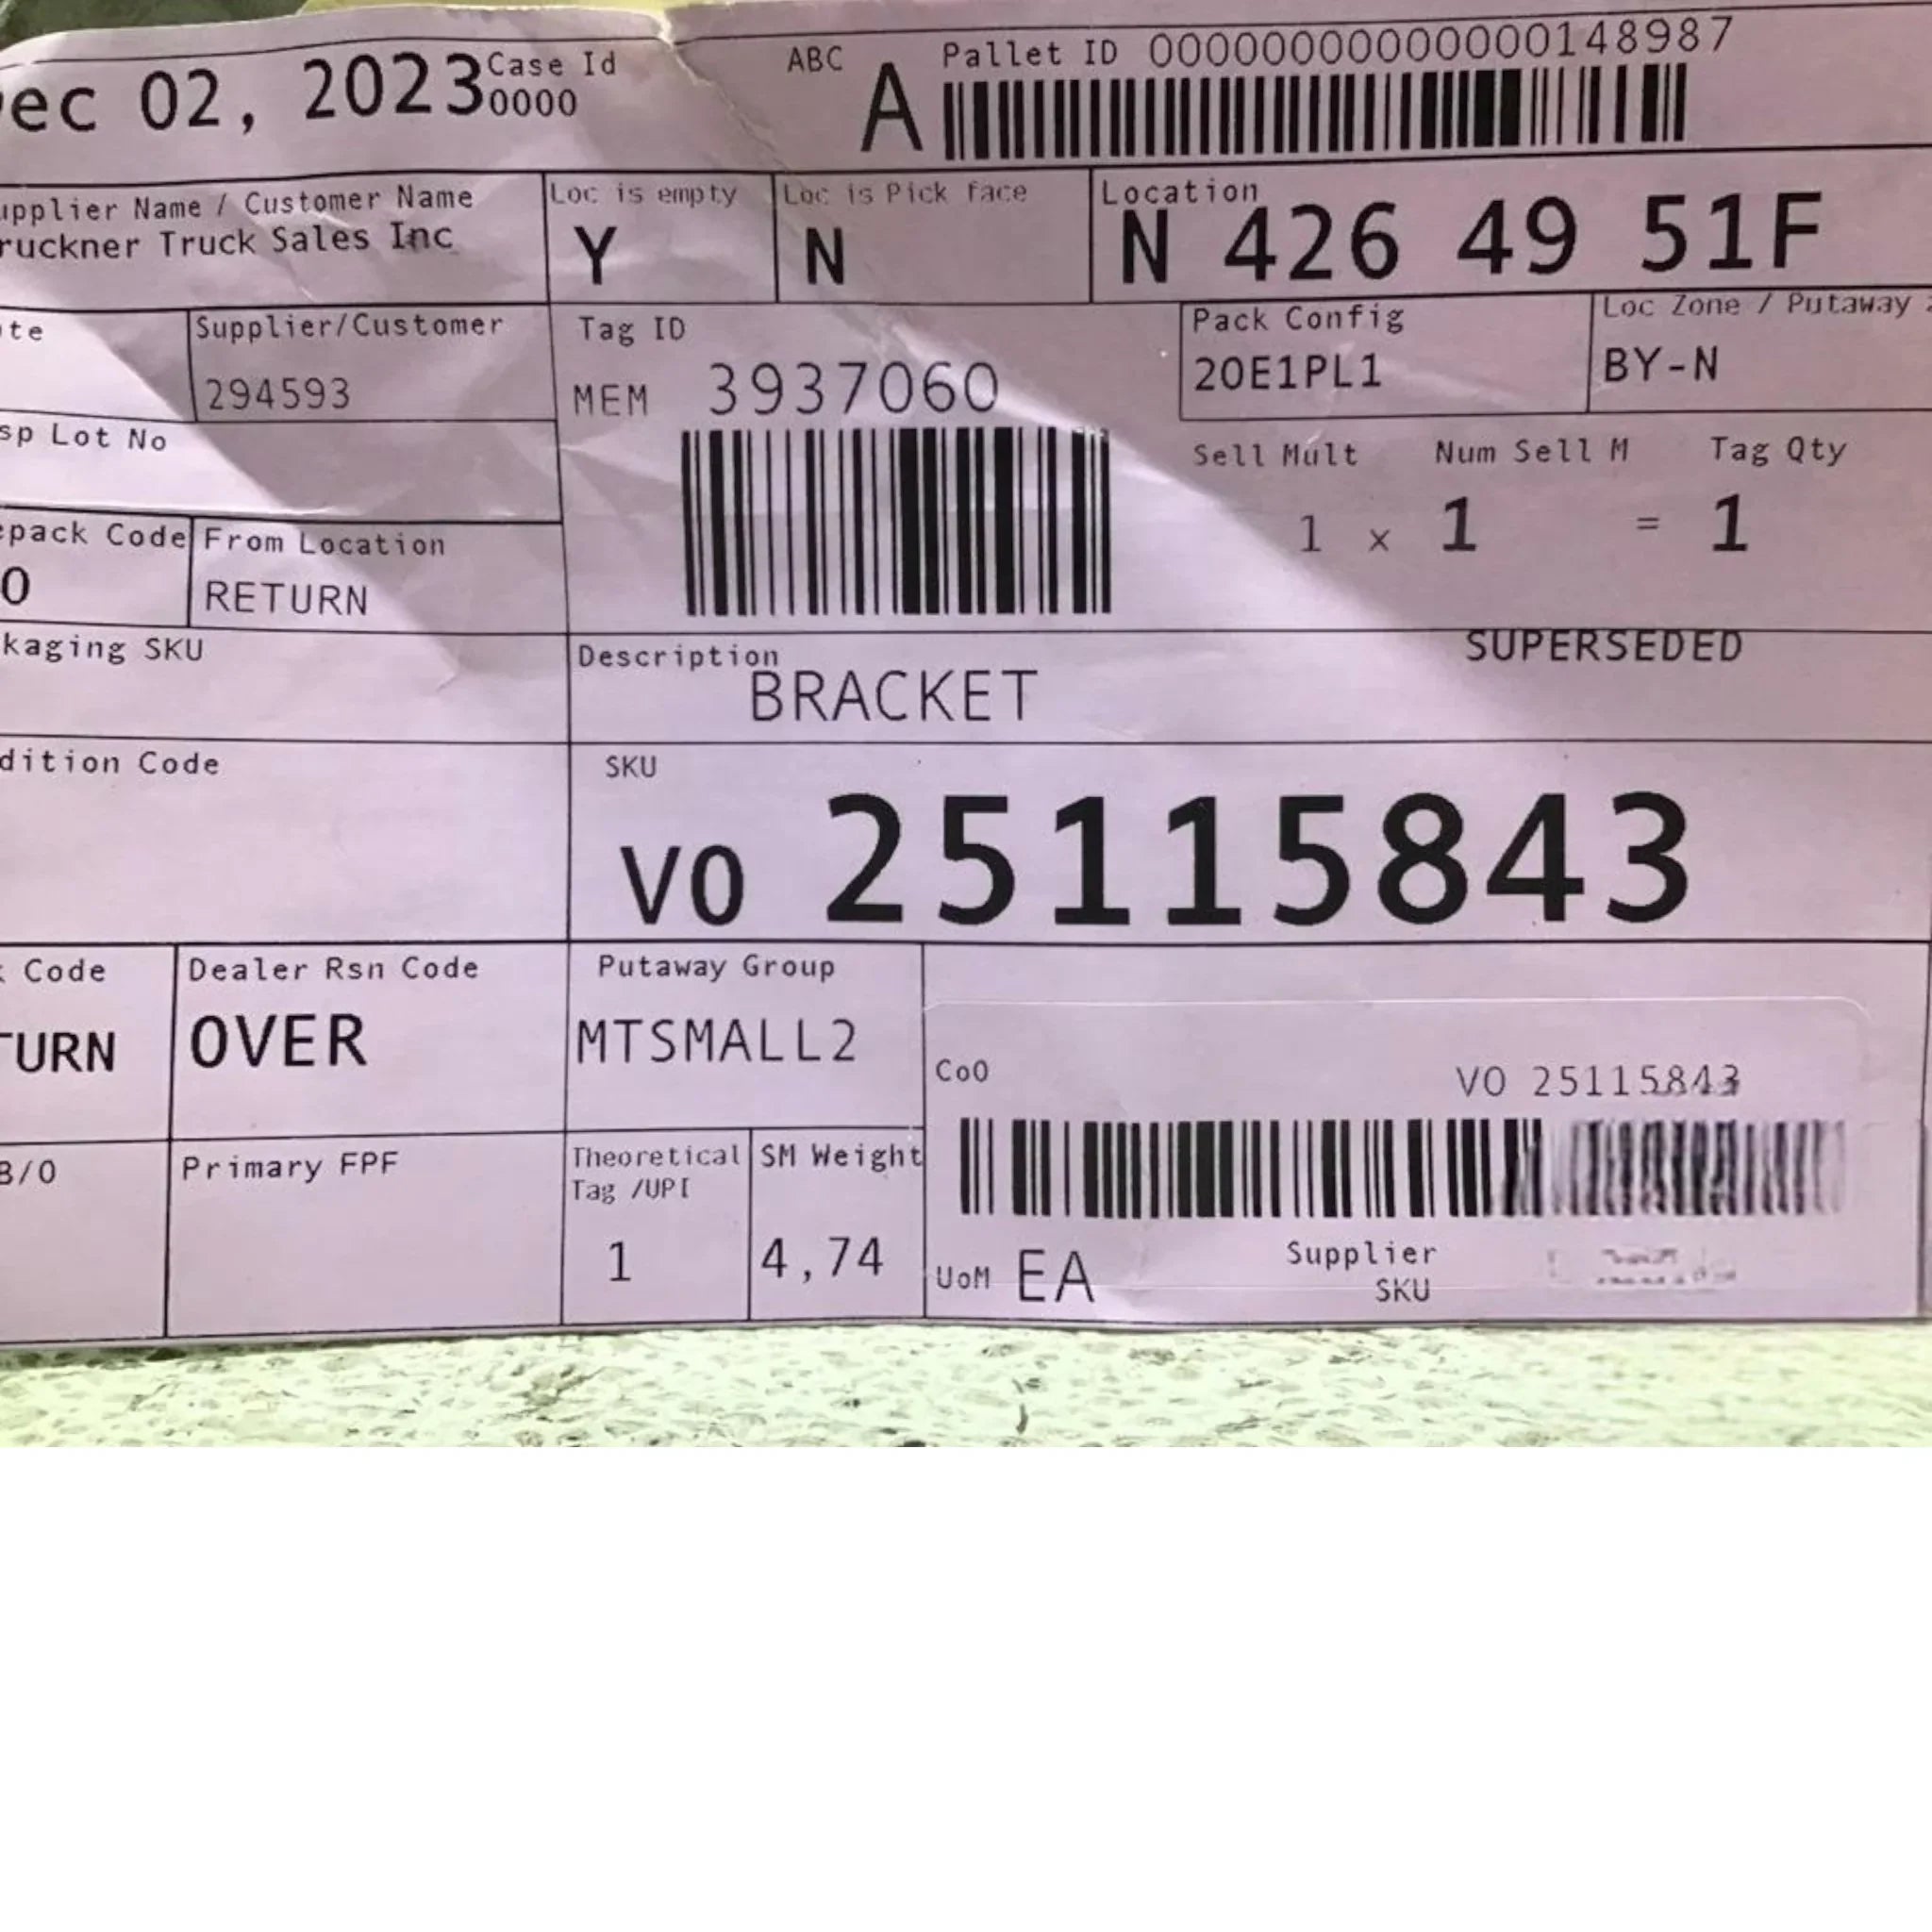 ec 02, 2023
Case Id
0000
ABC
A
Pallet ID 00000000000000148987
upplier Name / Customer Name
ruckner Truck Sales Inc
Loc is empty
Y
Loc is Pick face
N
Location
N 426 49 51F
te
Supplier/Customer
294593
Tag ID
MEM 3937060
Pack Config
20E1PL1
Loc Zone / Putaway
BY-N
sp Lot No
Sell Mult Num Sell M Tag Qty
1 x 1 = 1
pack Code
0
From Location
RETURN
kaging SKU
Description
BRACKET
SUPERSEDED
dition Code
SKU
VO 25115843
Code
TURN
Dealer Rsn Code
OVER
Putaway Group
MTSMALL2
CoO
VO 25115843
B/O
Primary FPF
Theoretical
Tag /UPI
1
SM Weight
4,74
UoM EA
Supplier
SKU